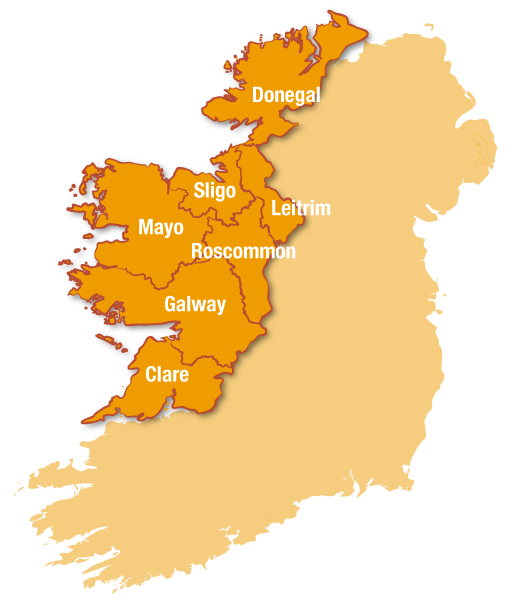 Donegal
Sligo
Leitrim
Mayo
Roscommon
Galway
Clare